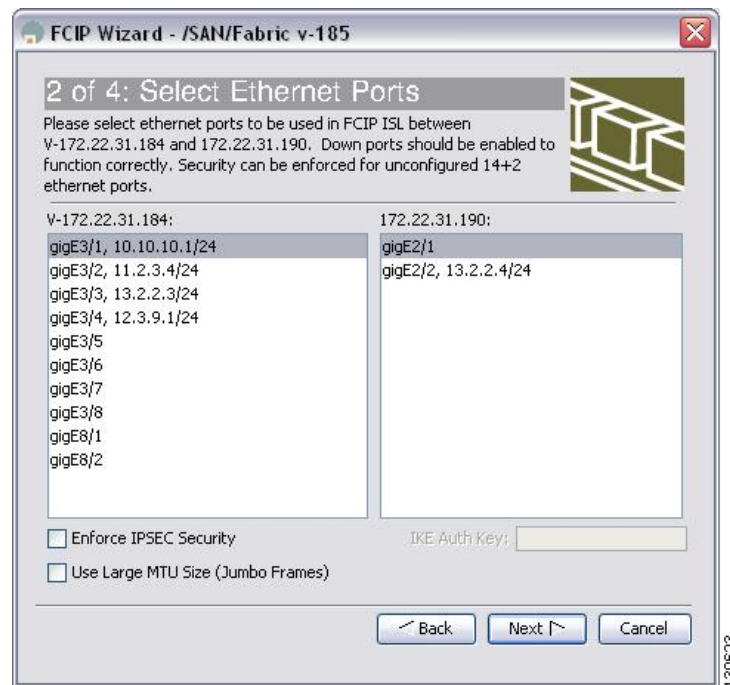 FCIP Wizard - /SAN/Fabric v-185
2 of 4: Select Ethernet Ports
Please select ethernet ports to be used in FCIP ISL between
V-172.22.31.184 and 172.22.31.190. Down ports should be enabled to
function correctly. Security can be enforced for unconfigured 14+2
ethernet ports.
V-172.22.31.184:
gigE3/1, 10.10.10.1/24
gigE3/2, 11.2.3.4/24
gigE3/3, 13.2.2.3/24
gigE3/4, 12.3.9.1/24
gigE3/5
gigE3/6
gigE3/7
gigE3/8
gigE8/1
gigE8/2
172.22.31.190:
gigE2/1
gigE2/2, 13.2.2.4/24
Enforce IPSEC Security
IKE Auth Key:
Use Large MTU Size (Jumbo Frames)
Back
Next
Cancel